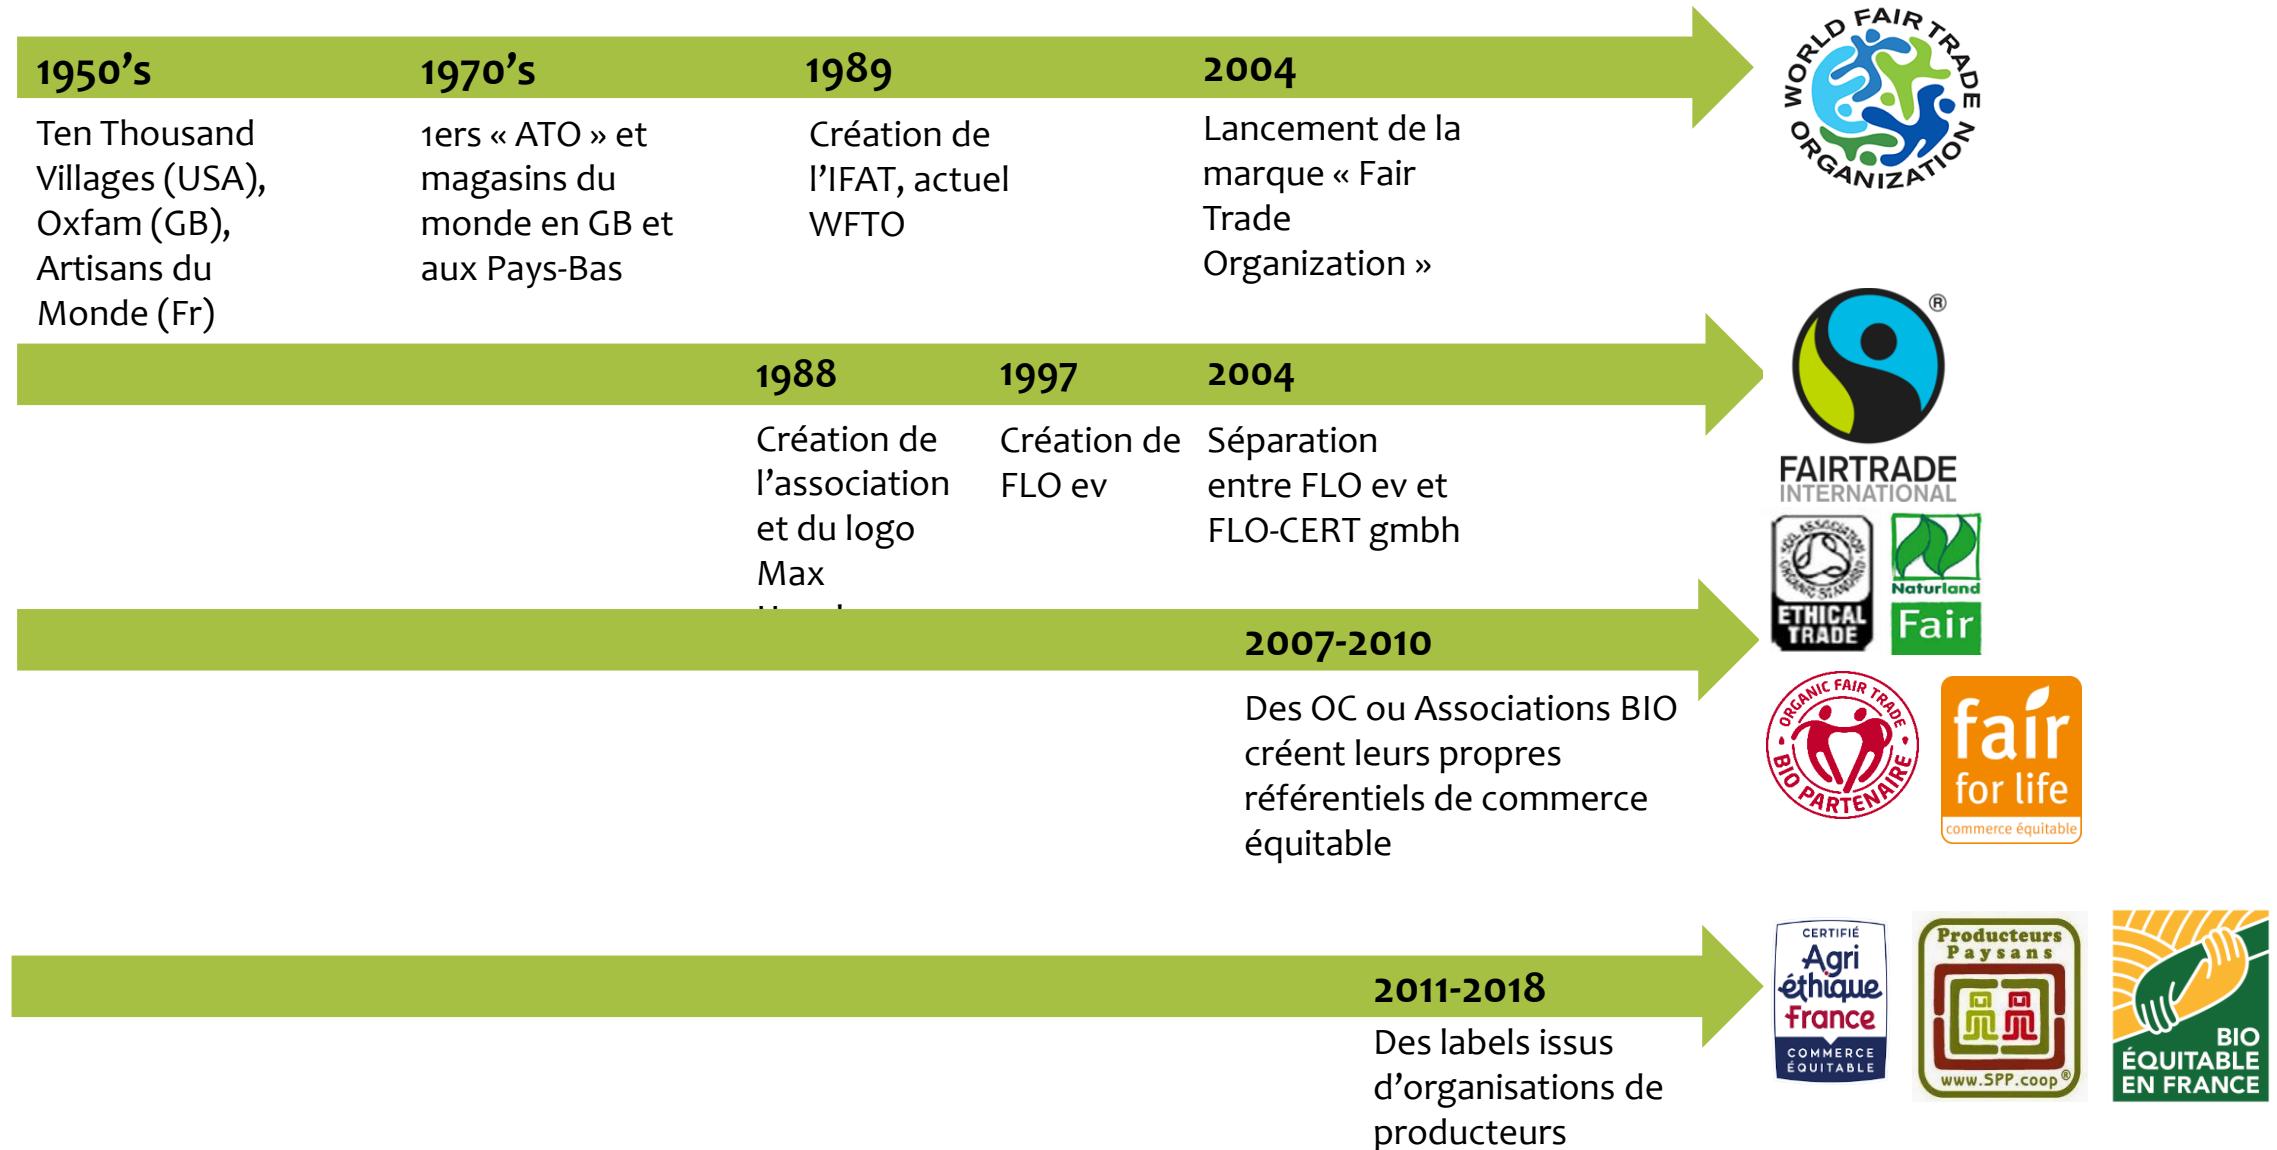 1950's
1970's
1989
2004
Ten Thousand
Villages (USA),
Oxfam (GB),
Artisans du
Monde (Fr)
1ers « ATO » et
magasins du
monde en GB et
aux Pays-Bas
Création de
l'IFAT, actuel
WFTO
Lancement de la
marque « Fair
Trade
Organization »
WORLD FAIR TRADE
ORGANIZATION
1988
1997
2004
Création de
l'association
et du logo
Max
Création de
FLO ev
Séparation
entre FLO ev et
FLO-CERT gmbh
®
FAIRTRADE
INTERNATIONAL
ETHICAL
TRADE
Naturland
Fair
2007-2010
Des OC ou Associations BIO
créent leurs propres
référentiels de commerce
équitable
ORGANIC FAIR TRADE
BIO PARTENAIRE
fair
for life
commerce équitable
2011-2018
Des labels issus
d'organisations de
producteurs
CERTIFIÉ
Agri
éthique
France
COMMERCE
ÉQUITABLE
Producteurs
Paysans
www.SPP.coop®
BIO
ÉQUITABLE
EN FRANCE